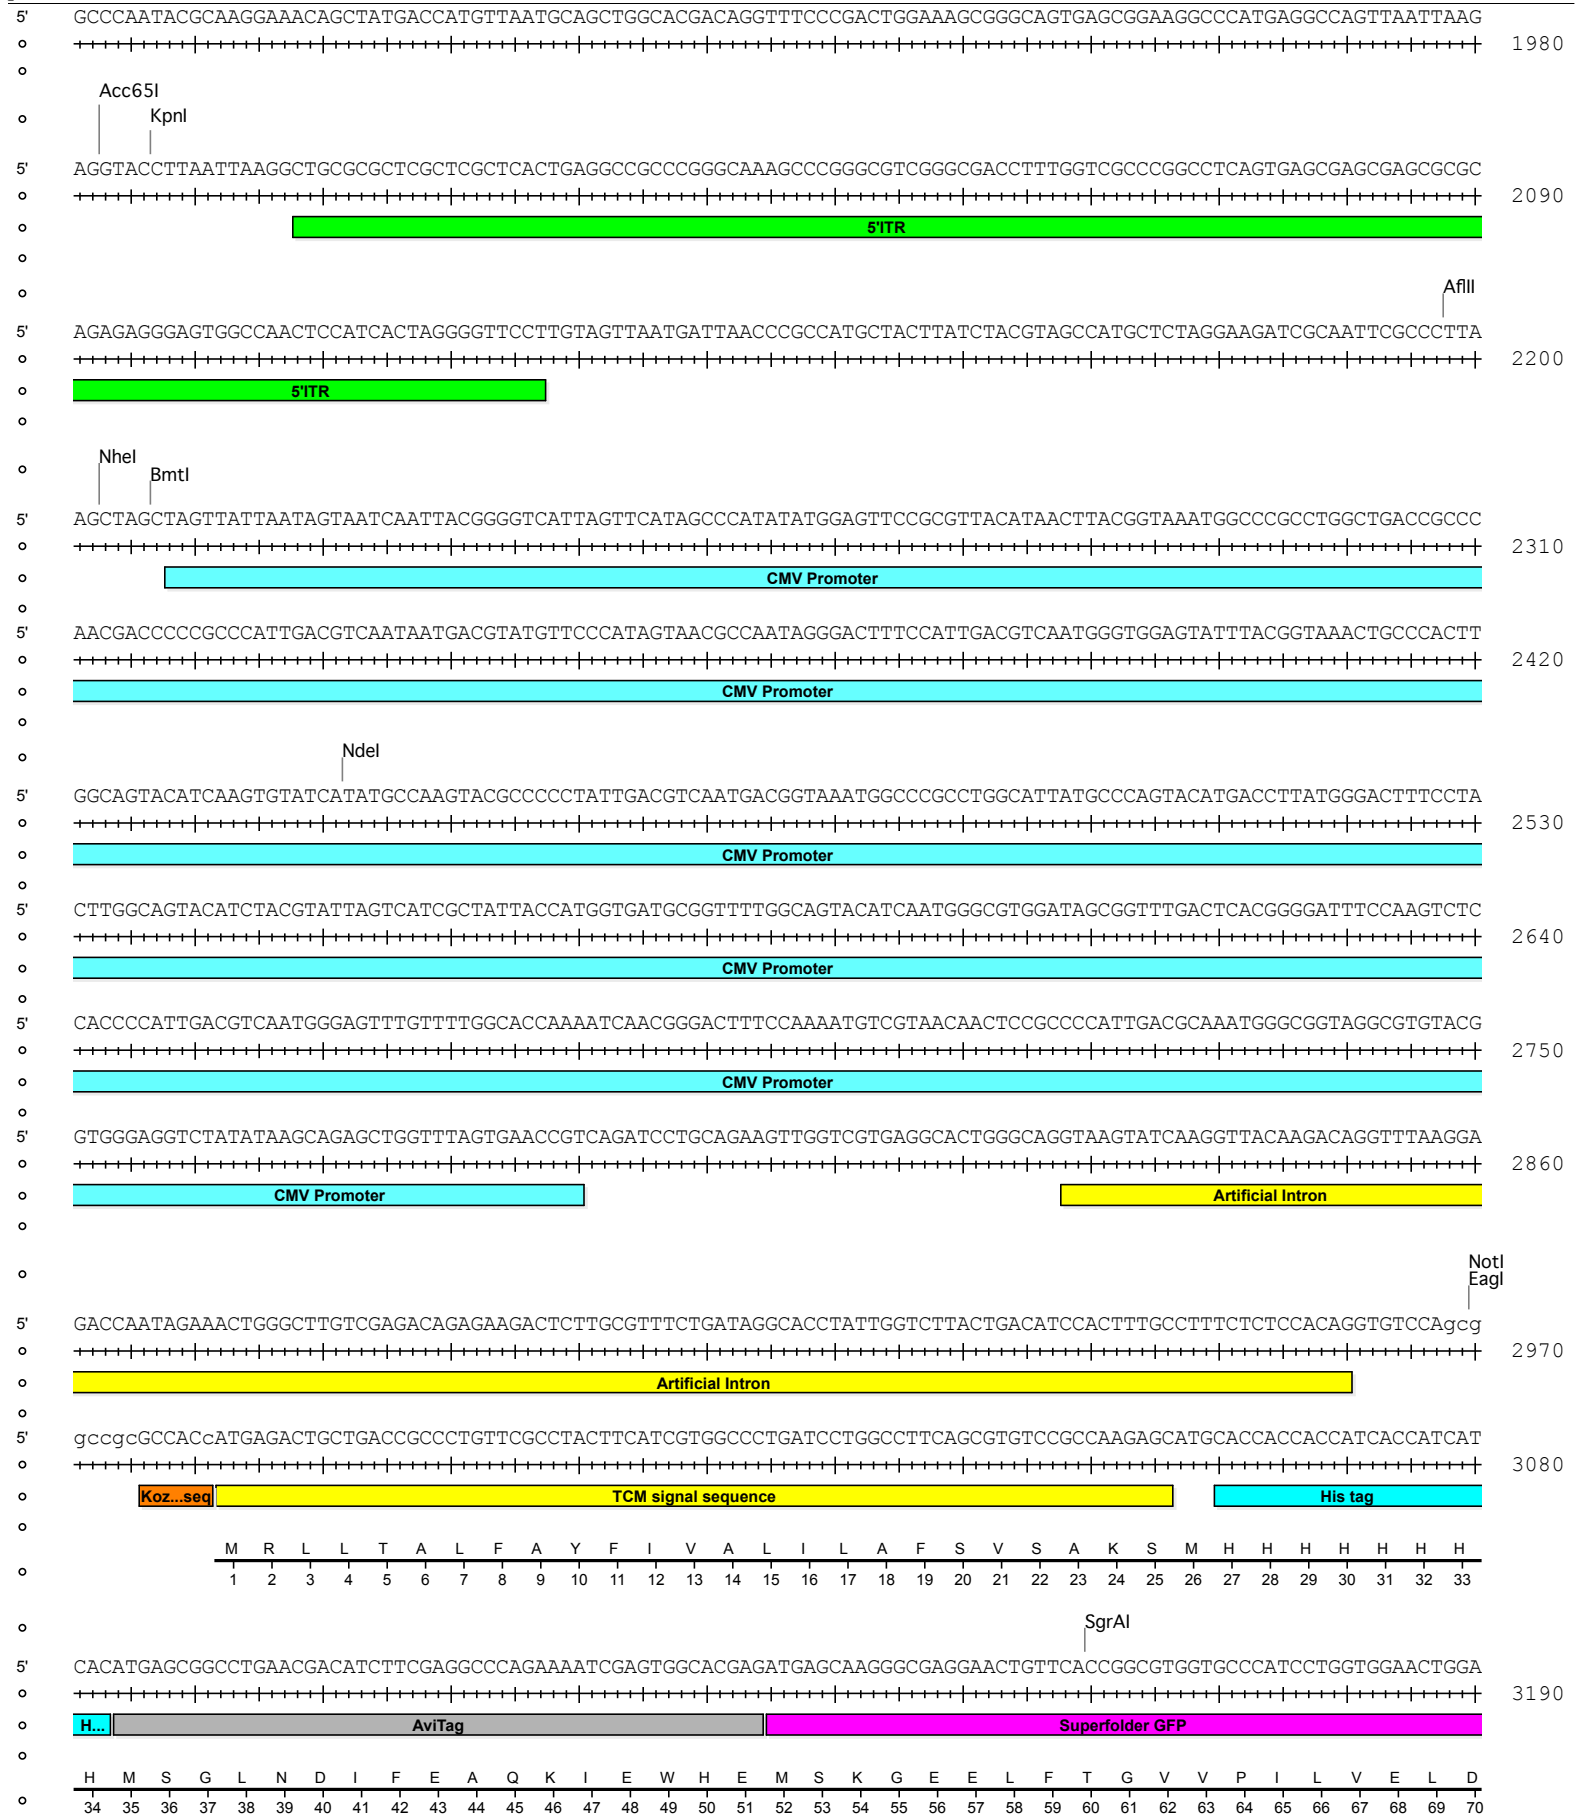 5' GCCCAATACGCAAGGAAACAGCTATGACCATGTTAATGCAGCTGGCACGACAGGTTTCCCGACTGGAAAGCGGGCAGTGAGCGGAAGGCCCATGAGGCCAGTTAATTAAG
1980
Acc65I
KpnI
5' AGGTACCTTAATTAAGGCTGCGCGCTCGCTCGCTCACTGAGGCCGCCCGGGCAAAGCCCGGGCGTCGGGCGACCTTTGGTCGCCCGGCCTCAGTGAGCGAGCGAGCGCGC
2090
5'ITR
AflII
5' AGAGAGGGAGTGGCCAACTCCATCACTAGGGGTTCCTTGTAGTTAATGATTAACCCGCCATGCTACTTATCTACGTAGCCATGCTCTAGGAAGATCGCAATTCGCCCTTA
2200
5'ITR
NheI
BmtI
5' AGCTAGCTAGTTATTAATAGTAATCAATTACGGGGTCATTAGTTCATAGCCCATATATGGAGTTCCGCGTTACATAACTTACGGTAAATGGCCCGCCTGGCTGACCGCCC
2310
CMV Promoter
5' AACGACCCCCGCCCATTGACGTCAATAATGACGTATGTTCCCATAGTAACGCCAATAGGGACTTTCCATTGACGTCAATGGGTGGAGTATTTACGGTAAACTGCCCACTT
2420
CMV Promoter
NdeI
5' GGCAGTACATCAAGTGTATCATATGCCAAGTACGCCCCCTATTGACGTCAATGACGGTAAATGGCCCGCCTGGCATTATGCCCAGTACATGACCTTATGGGACTTTCCTA
2530
CMV Promoter
5' CTTGGCAGTACATCTACGTATTAGTCATCGCTATTACCATGGTGATGCGGTTTTGGCAGTACATCAATGGGCGTGGATAGCGGTTTGACTCACGGGGATTTCCAAGTCTC
2640
CMV Promoter
5' CACCCCATTGACGTCAATGGGAGTTTGTTTTGGCACCAAAATCAACGGGACTTTCCAAAATGTCGTAACAACTCCGCCCCATTGACGCAAATGGGCGGTAGGCGTGTACG
2750
CMV Promoter
5' GTGGGAGGTCTATATAAGCAGAGCTGGTTTAGTGAACCGTCAGATCCTGCAGAAGTTGGTCGTGAGGCACTGGGCAGGTAAGTATCAAGGTTACAAGACAGGTTTAAGGA
2860
CMV Promoter Artificial Intron
NotI
EagI
5' GACCAATAGAAACTGGGCTTGTCGAGACAGAGAAGACTCTTGCGTTTCTGATAGGCACCTATTGGTCTTACTGACATCCACTTTGCCTTTCTCTCCACAGGTGTCCAgcg
2970
Artificial Intron
5' gccgcGCCACcATGAGACTGCTGACCGCCCTGTTCGCCTACTTCATCGTGGCCCTGATCCTGGCCTTCAGCGTGTCCGCCAAGAGCATGCACCACCACCATCACCATCAT
3080
Koz...seq TCM signal sequence His tag
M R L L T A L F A Y F I V A L I L A F S V S A K S M H H H H H H H
1 2 3 4 5 6 7 8 9 10 11 12 13 14 15 16 17 18 19 20 21 22 23 24 25 26 27 28 29 30 31 32 33
SgrAI
5' CACATGAGCGGCCTGAACGACATCTTCGAGGCCCAGAAAATCGAGTGGCACGAGATGAGCAAGGGCGAGGAACTGTTCACCGGCGTGGTGCCCATCCTGGTGGAACTGGA
3190
H... AviTag Superfolder GFP
H M S G L N D I F E A Q K I E W H E M S K G E E L F T G V V P I L V E L D
34 35 36 37 38 39 40 41 42 43 44 45 46 47 48 49 50 51 52 53 54 55 56 57 58 59 60 61 62 63 64 65 66 67 68 69 70